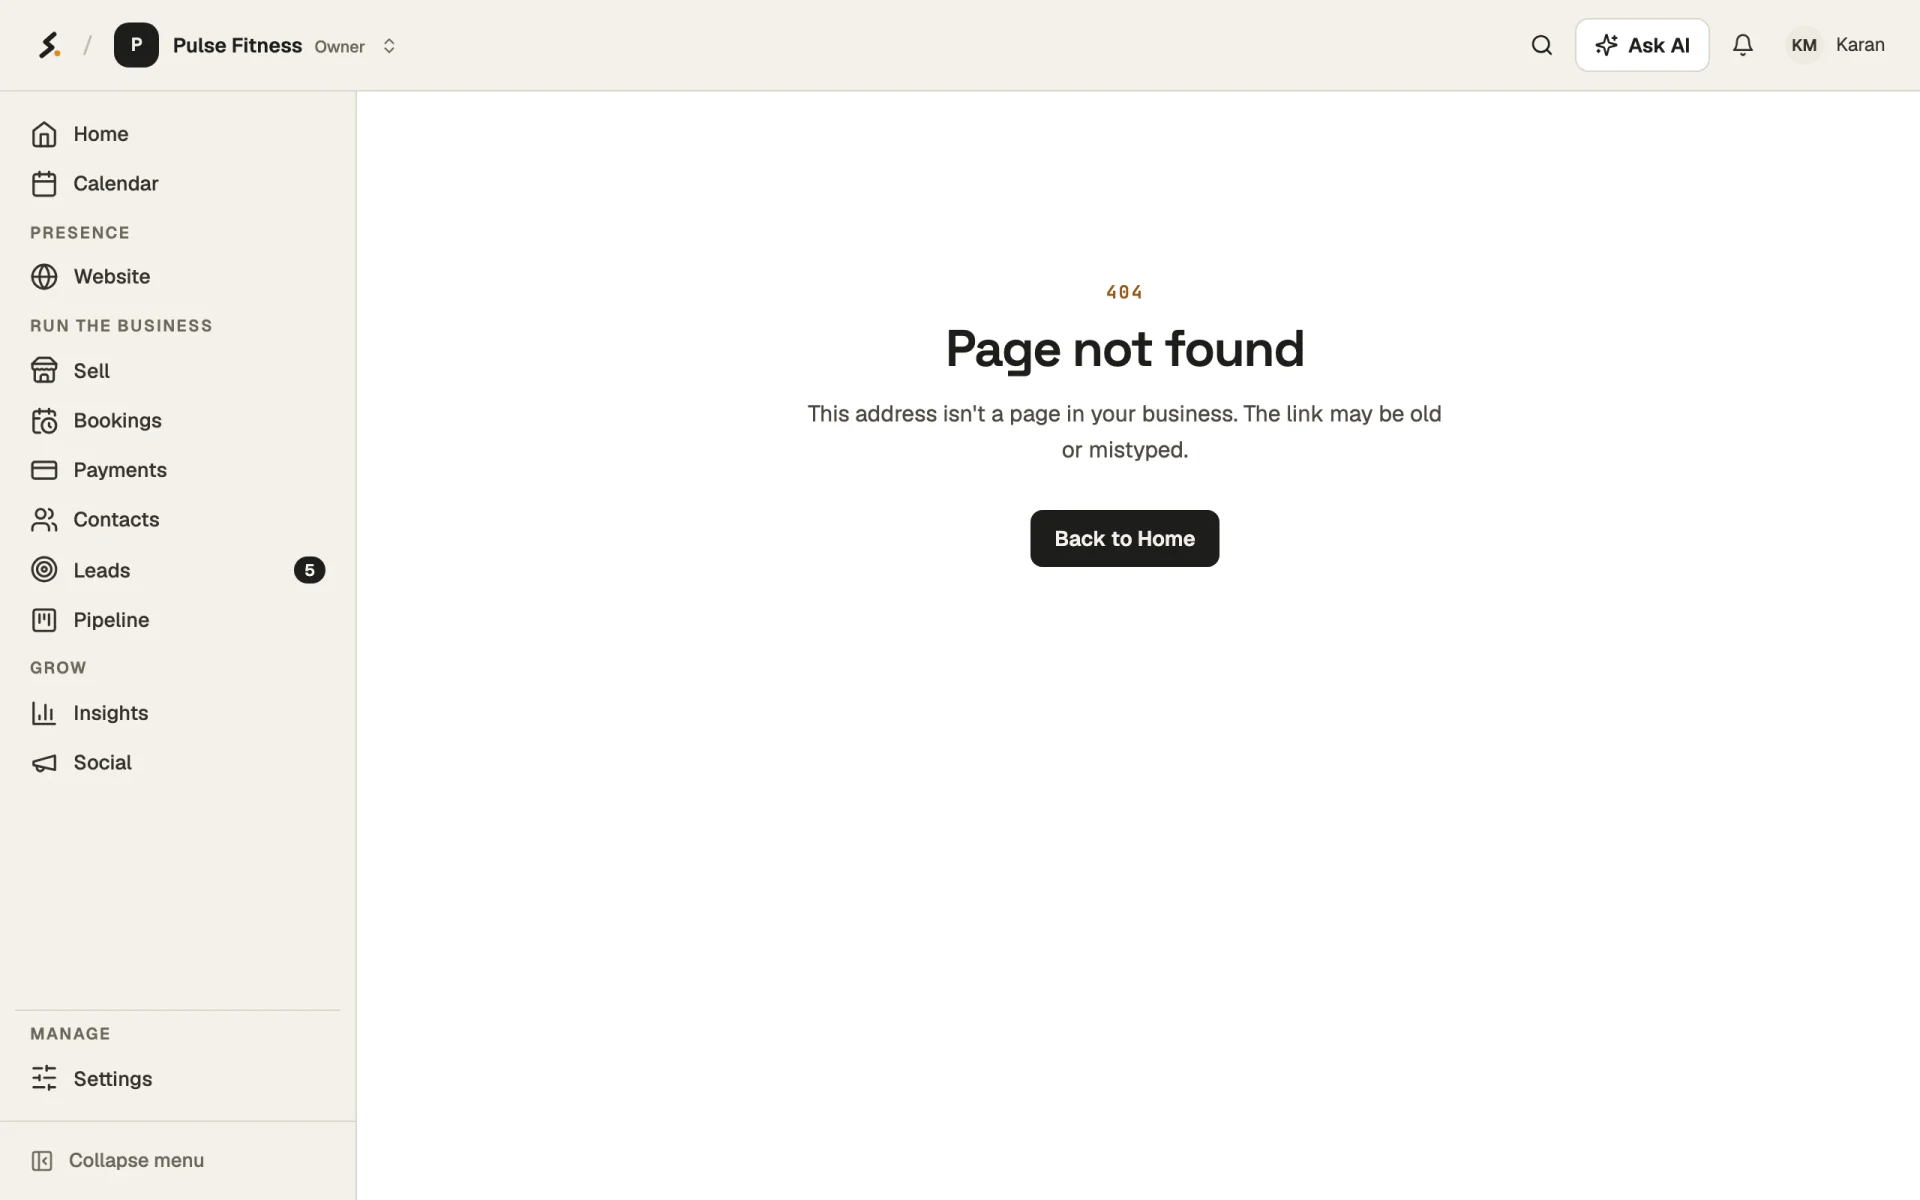 / P Pulse Fitness Owner
Ask AI
KM Karan
Home
Calendar
PRESENCE
Website
RUN THE BUSINESS
Sell
Bookings
Payments
Contacts
Leads 5
Pipeline
GROW
Insights
Social
MANAGE
Settings
Collapse menu
404
Page not found
This address isn't a page in your business. The link may be old
or mistyped.
Back to Home